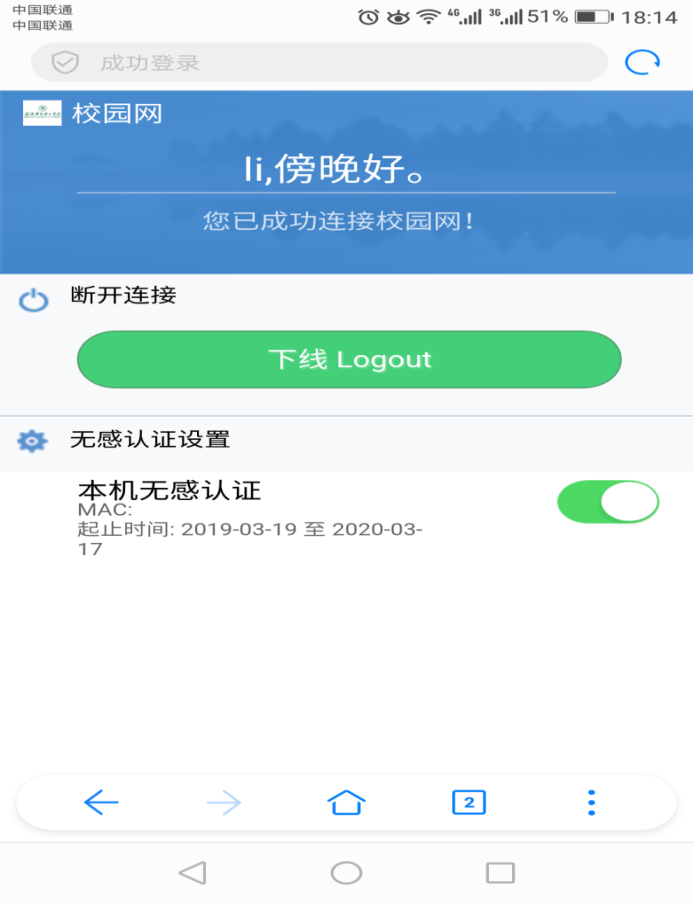 中国联通
中国联通
4G 3G 51% 18:14
成功登录
校园网
li,傍晚好。
您已成功连接校园网!
断开连接
下线 Logout
无感认证设置
本机无感认证
MAC:
起止时间: 2019-03-19 至 2020-03-
17
2